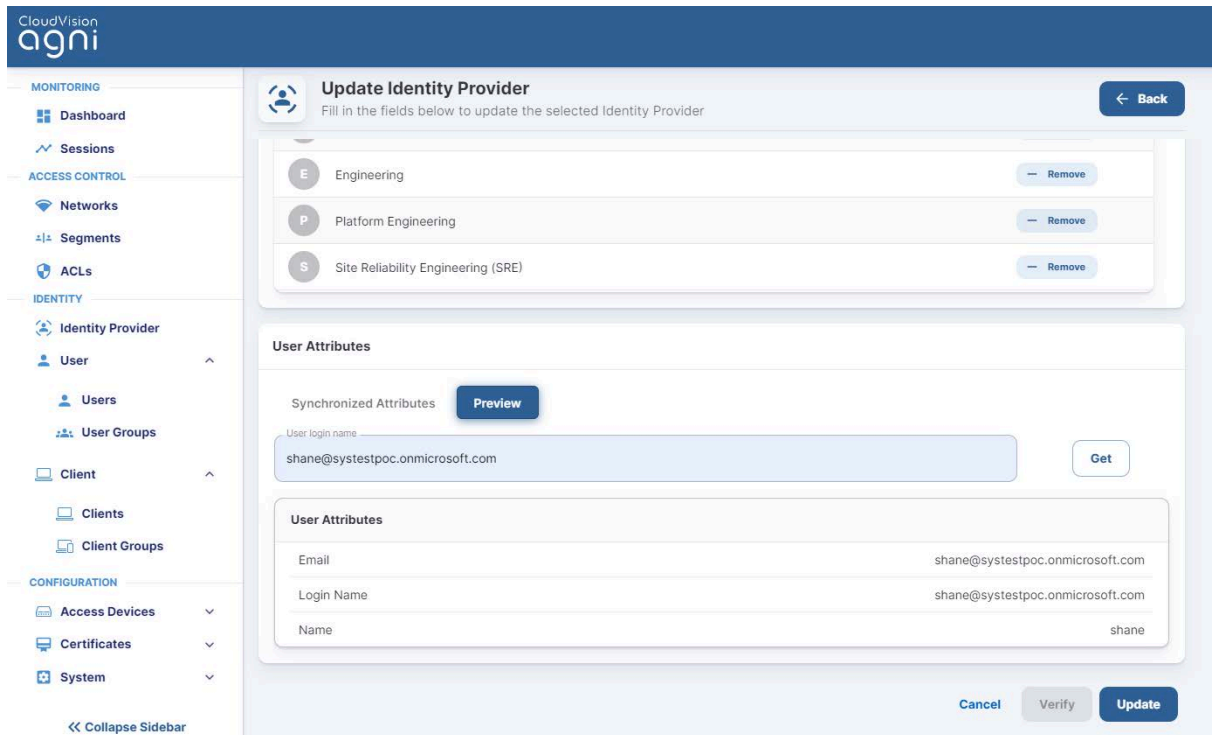 CloudVision
agni
MONITORING
Dashboard
Sessions
ACCESS CONTROL
Networks
Segments
ACLs
IDENTITY
Identity Provider
User
Users
User Groups
Client
Clients
Client Groups
CONFIGURATION
Access Devices
Certificates
System
Collapse Sidebar
Update Identity Provider
Fill in the fields below to update the selected Identity Provider
Back
E Engineering Remove
P Platform Engineering Remove
S Site Reliability Engineering (SRE) Remove
User Attributes
Synchronized Attributes Preview
User login name
shane@systestpoc.onmicrosoft.com Get
User Attributes
Email shane@systestpoc.onmicrosoft.com
Login Name shane@systestpoc.onmicrosoft.com
Name shane
Cancel Verify Update